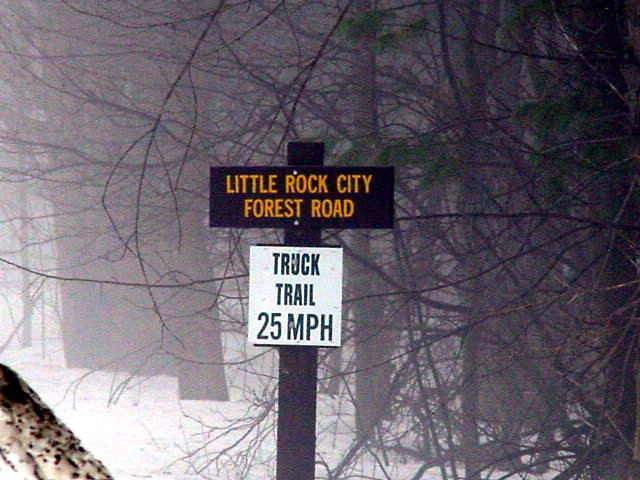 LITTLE ROCK CITY
FOREST ROAD
TRUCK
TRAIL
25 MPH